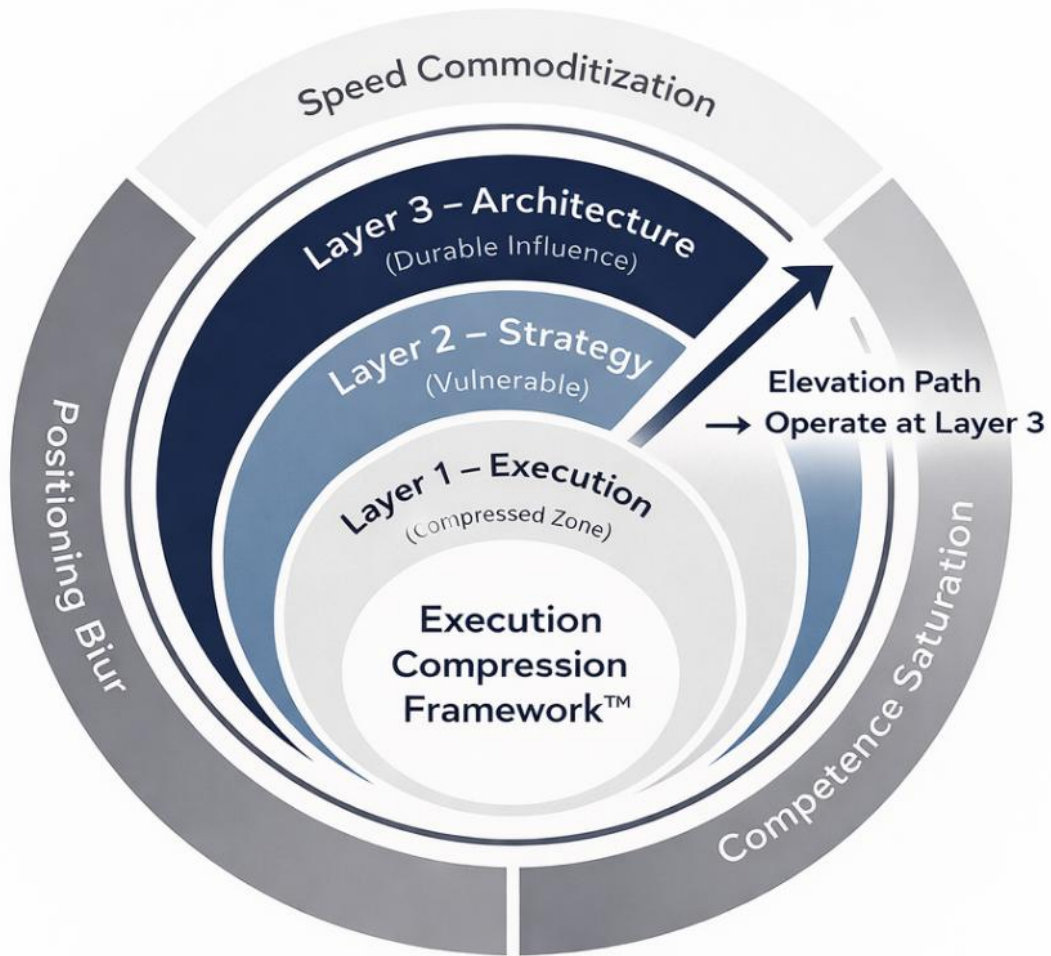 Speed Commoditization
Layer 3 – Architecture
(Durable Influence)
Layer 2 – Strategy
(Vulnerable)
Elevation Path
→ Operate at Layer 3
Layer 1 – Execution
(Compressed Zone)
Execution
Compression
Framework™
Positioning Biur
Competence Saturation